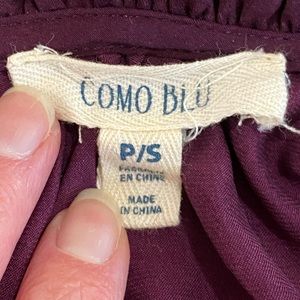 COMO BLU
P/S
EN CHINE
MADE
IN CHINA